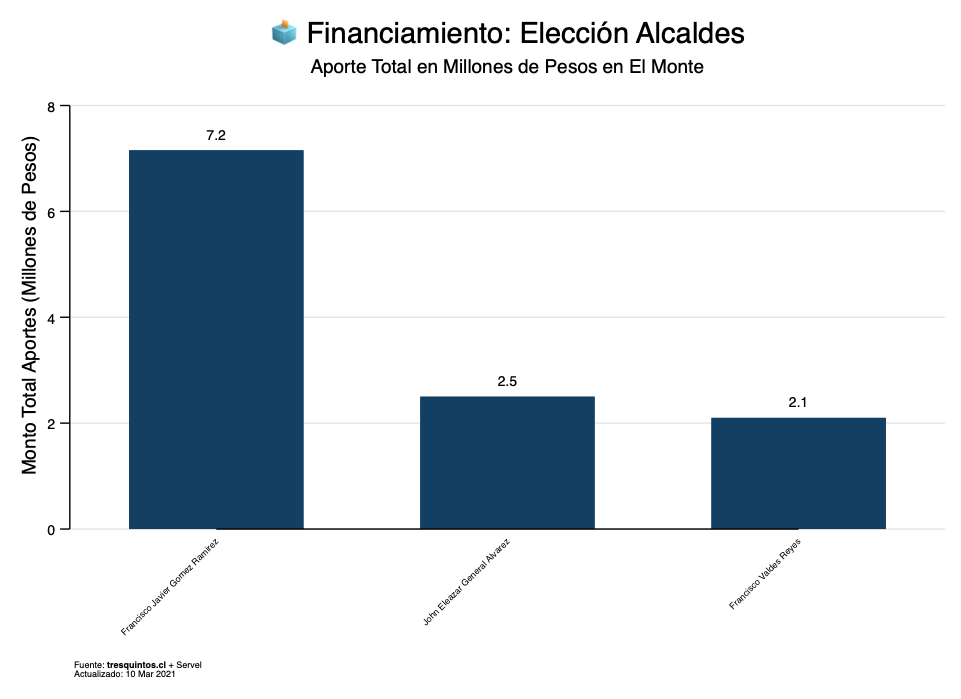 Financiamiento: Elección Alcaldes
Aporte Total en Millones de Pesos en El Monte
Monto Total Aportes (Millones de Pesos)
8
6
4
2
0
7.2
2.5
2.1
Francisco Javier Gomez Ramirez
John Eleazar General Alvarez
Francisco Valdes Reyes
Fuente: tresquintos.cl + Servel
Actualizado: 10 Mar 2021